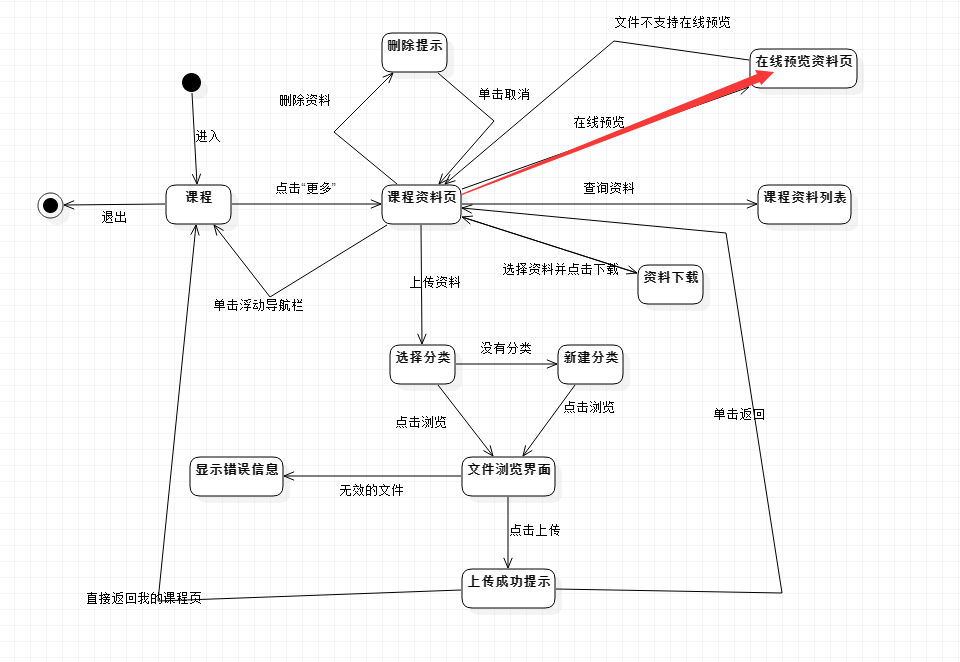 文件不支持在线预览
删除提示
在线预览资料页
单击取消
删除资料
在线预览
进入
点击“更多”
查询资料
课程
课程资料页
课程资料列表
退出
选择资料并点击下载
资料下载
上传资料
单击浮动导航栏
没有分类
选择分类
新建分类
点击浏览
单击返回
点击浏览
显示错误信息
文件浏览界面
无效的文件
点击上传
上传成功提示
直接返回我的课程页